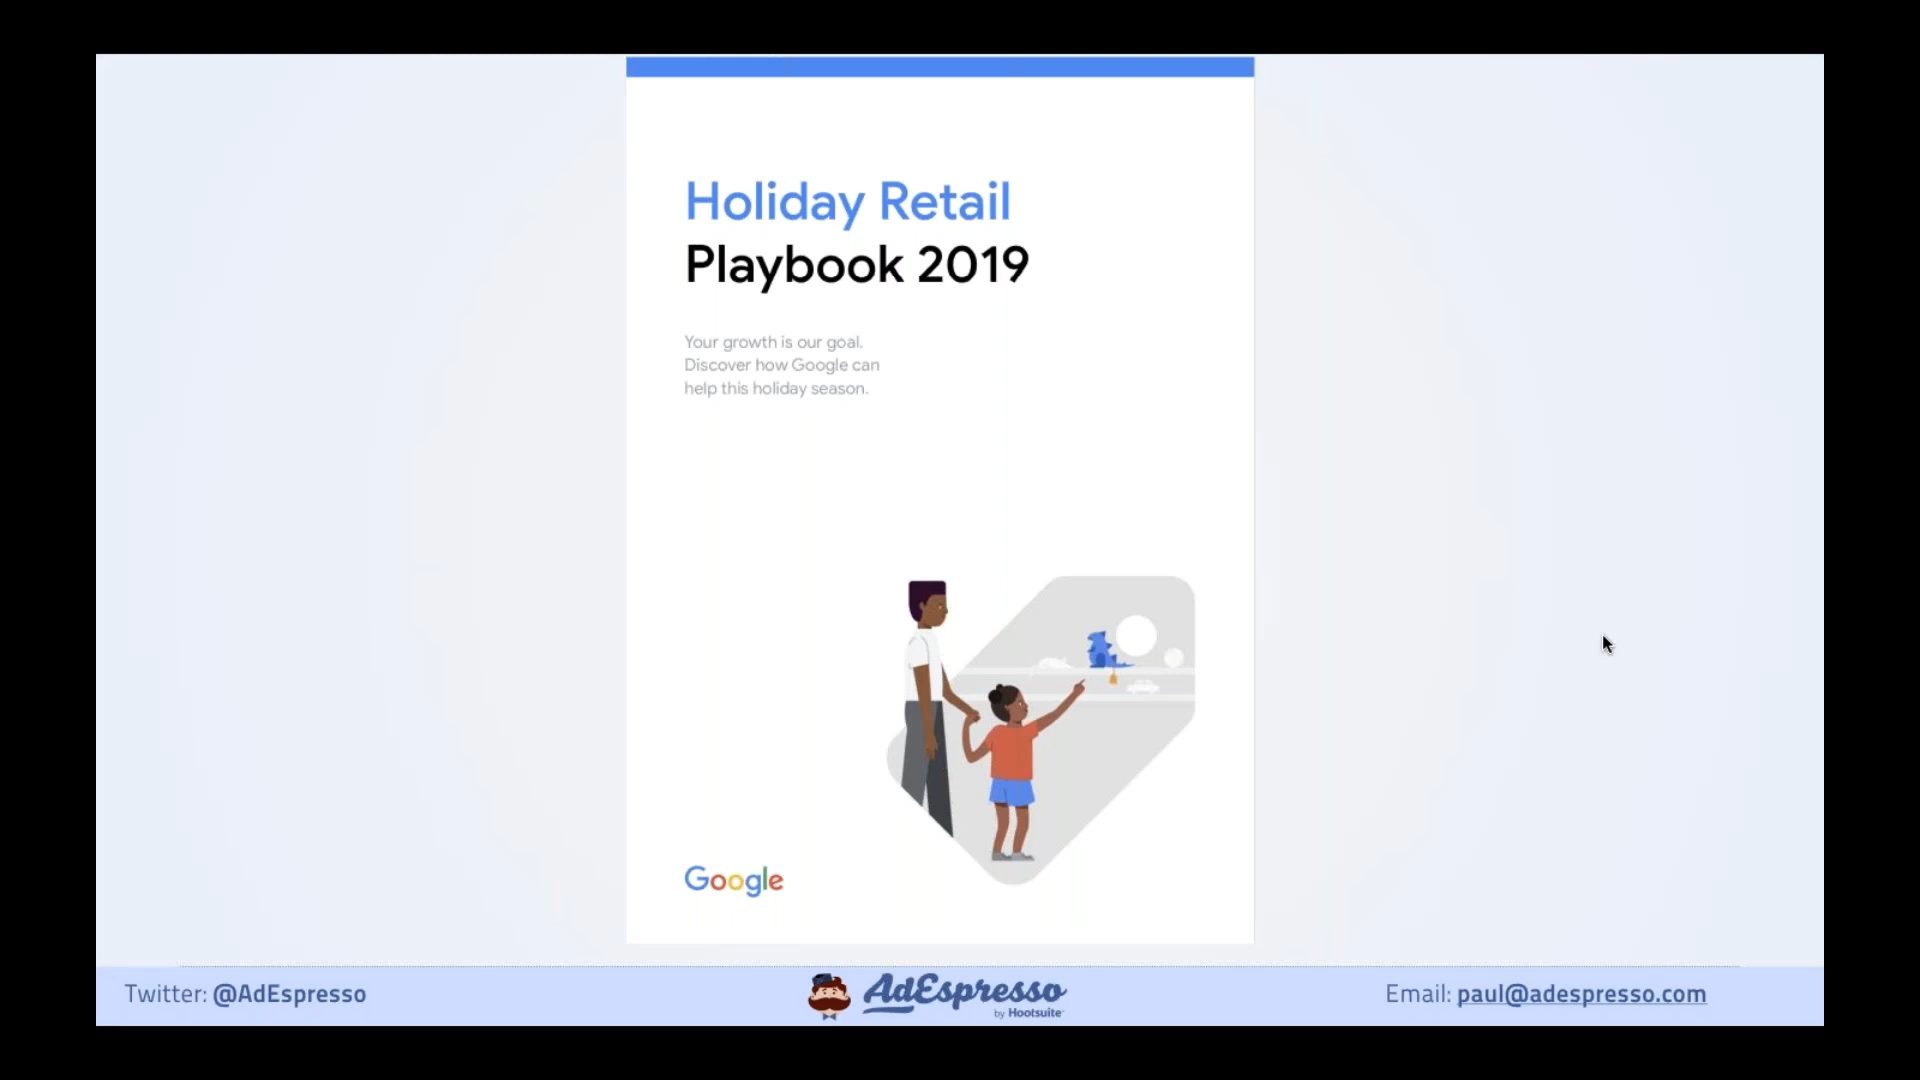 Holiday Retail
Playbook 2019
Your growth is our goal.
Discover how Google can
help this holiday season.
Google
Twitter: @AdEspresso
AdEspresso
by Hootsuite
Email: paul@adespresso.com